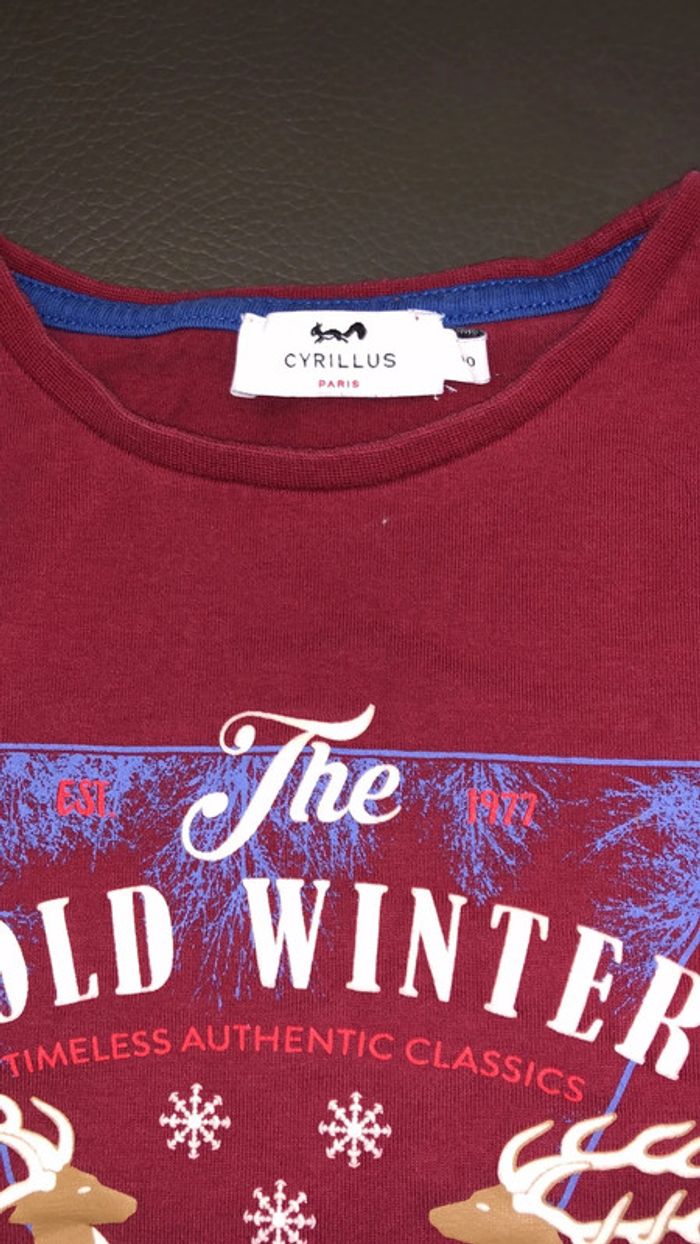 CYRILLUS
PARIS
The
EST. 1977
OLD WINTER
TIMELESS AUTHENTIC CLASSICS